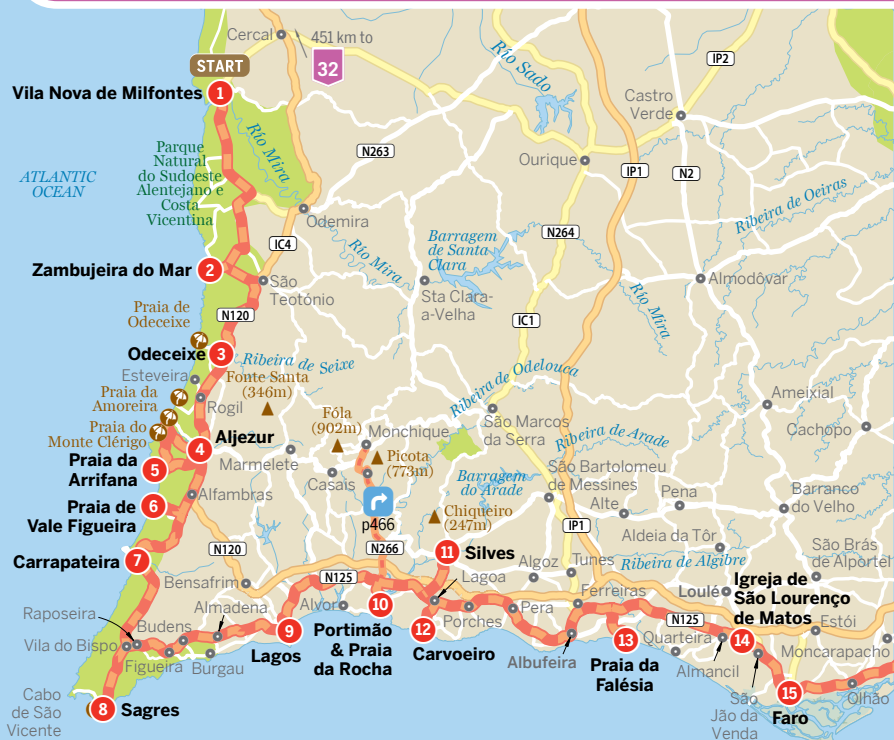 Cercal
451 km to
32
START
Vila Nova de Milfontes
1
Parque
Natural
do Sudoeste
Alentejano e
Costa
Vicentina
Río Mira
ATLANTIC
OCEAN
N263
Río Sado
IP2
Castro
Verde
Ourique
IP1
N2
Ribeira de Oeiras
Odemira
IC4
Río Mira
Barragem
de Santa
Clara
N264
Zambujeira do Mar
2
São
Teotónio
Sta Clara-
a-Velha
Río Mira
Almodôvar
N120
IC1
Praia de
Odeceixe
Odeceixe
3
Ribeira de Seixe
Ribeira de Odelouca
Esteveira
Fonte Santa
(346m)
Rogil
Praia da
Amoreira
Praia do
Monte Clérigo
Fóla
(902m)
Monchique
São Marcos
da Serra
Ameixial
Cachopo
4
Aljezur
Marmelete
Picota
(773m)
Casais
Ribeira de Arade
Praia da
Arrifana
5
Barragem
do Arade
São Bartolomeu
de Messines
Alte
Pena
Barranco
do Velho
Alfambras
Praia de
Vale Figueira
6
p466
Chiqueiro
(247m)
IP1
Aldeia da Tôr
Ribeira de Algibre
São Brás
de Alportel
Carrapateira
7
N120
N266
11
Silves
Algoz
Tunes
Loulé
Igreja de
São Lourenço
de Matos
Bensafrim
N125
Lagoa
Ferreiras
N125
Raposeira
Budens
Almadena
Alvor
10
Portimão
& Praia
da Rocha
Porches
Pera
Estói
Vila do Bispo
Figueira
Burgau
9
Lagos
12
Carvoeiro
Albufeira
13
Praia da
Falésia
Quarteira
14
Almancil
Moncarapacho
Cabo
de São
Vicente
8
Sagres
São
Jão da
Venda
15
Faro
Olhão